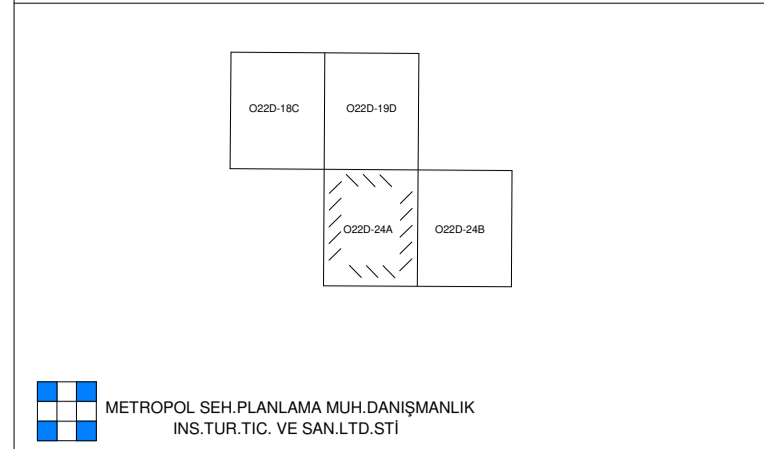 O22D-18C O22D-19D
O22D-24A O22D-24B
METROPOL SEH.PLANLAMA MUH.DANIŞMANLIK
INS.TUR.TIC. VE SAN.LTD.STİ